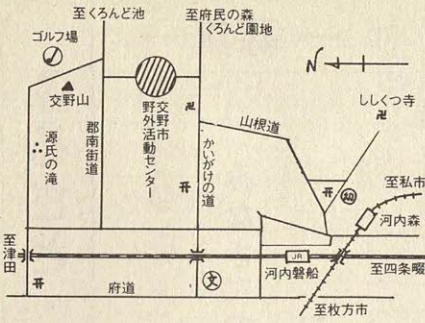 至くろんど池
至府民の森
くろんど園地
ゴルフ場
交野山
源氏の滝
郡南街道
交野市
野外活動センター
かいがけの道
山根道
N
ししくつ寺
卍
卍
至私市
河内森
至津田
JR
河内磐船
至四条畷
府道
文
至枚方市